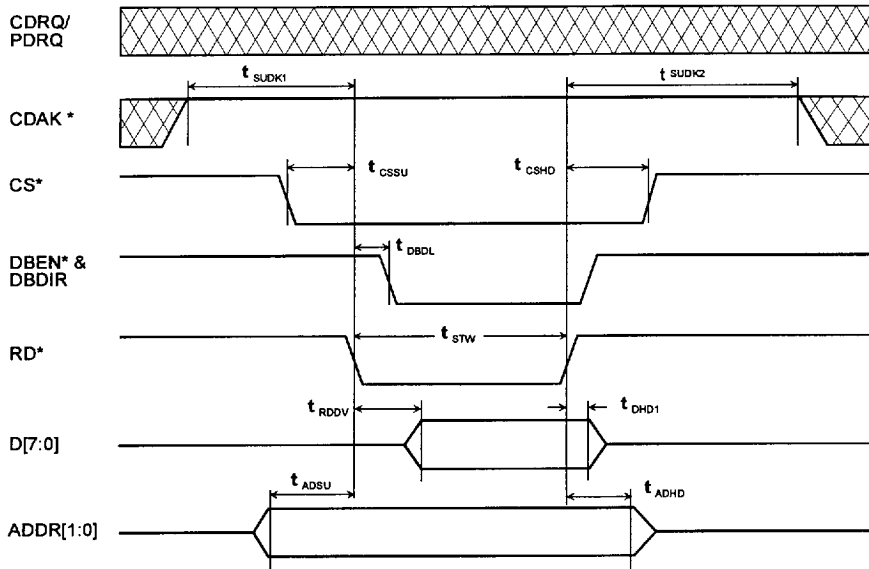 CDRQ/
PDRQ
t SUDK1
t SUDK2
CDAK *
t CSSU
t CSHD
CS*
t DBDL
DBEN* &
DBDIR
t STW
RD*
t RDDV
t DHD1
D[7:0]
t ADSU
t ADHD
ADDR[1:0]